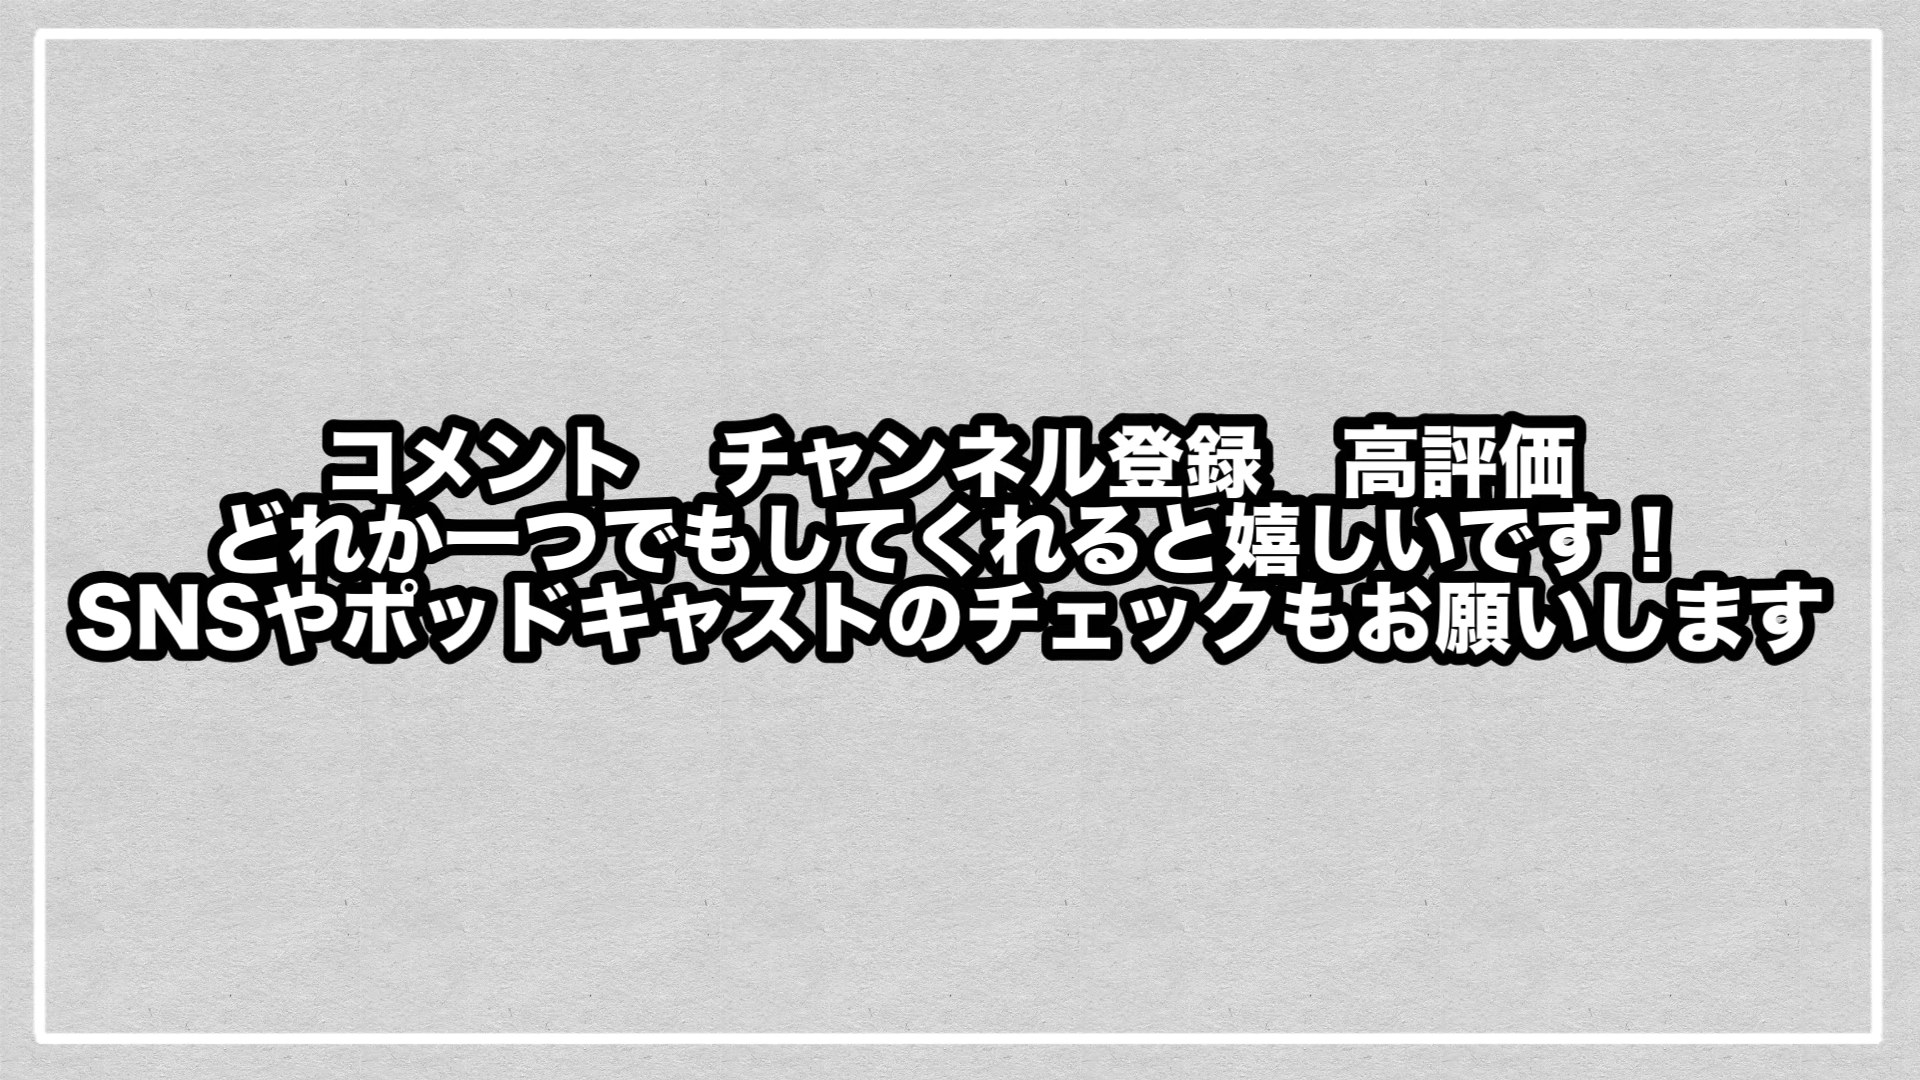 コメント　チャンネル登録　高評価
どれか一つでもしてくれると嬉しいです！
SNSやポッドキャストのチェックもお願いします